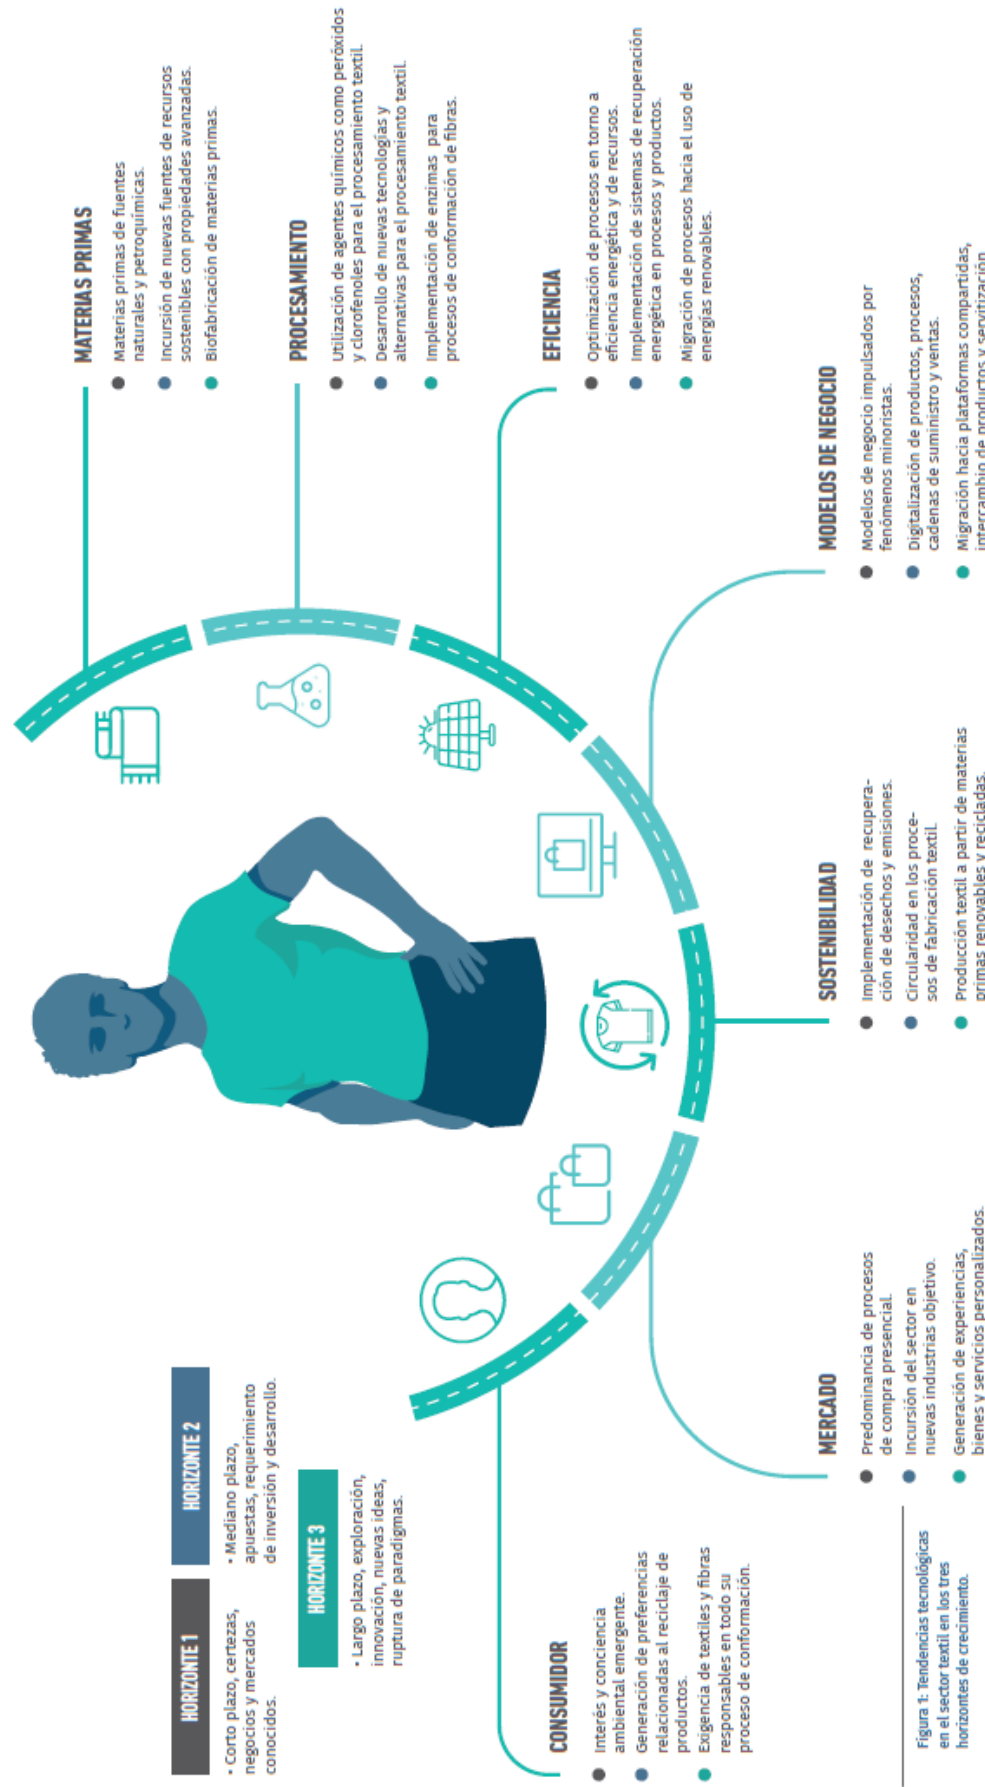 HORIZONTE 1
• Corto plazo, certezas,
negocios y mercados
conocidos.
HORIZONTE 2
• Mediano plazo,
apuestas, requerimiento
de inversión y desarrollo.
HORIZONTE 3
• Largo plazo, exploración,
innovación, nuevas ideas,
ruptura de paradigmas.
CONSUMIDOR
Interés y conciencia
ambiental emergente.
Generación de preferencias
relacionadas al reciclaje de
productos.
Exigencia de textiles y fibras
responsables en todo su
proceso de conformación.
MERCADO
Predominancia de procesos
de compra presencial.
Incursión del sector en
nuevas industrias objetivo.
Generación de experiencias,
bienes y servicios personalizados.
SOSTENIBILIDAD
Implementación de recupera-
ción de desechos y emisiones.
Circularidad en los proce-
sos de fabricación textil.
Producción textil a partir de materias
primas renovables y recicladas.
MODELOS DE NEGOCIO
Modelos de negocio impulsados por
fenómenos minoristas.
Digitalización de productos, procesos,
cadenas de suministro y ventas.
Migración hacia plataformas compartidas,
intercambio de productos y servitización
EFICIENCIA
Optimización de procesos en torno a
eficiencia energética y de recursos.
Implementación de sistemas de recuperación
energética en procesos y productos.
Migración de procesos hacia el uso de
energías renovables.
PROCESAMIENTO
Utilización de agentes químicos como peróxidos
y clorofenoles para el procesamiento textil.
Desarrollo de nuevas tecnologías y
alternativas para el procesamiento textil.
Implementación de enzimas para
procesos de conformación de fibras.
MATERIAS PRIMAS
Materias primas de fuentes
naturales y petroquímicas.
Incursión de nuevas fuentes de recursos
sostenibles con propiedades avanzadas.
Biofabricación de materias primas.
Figura 1: Tendencias tecnológicas
en el sector textil en los tres
horizontes de crecimiento.